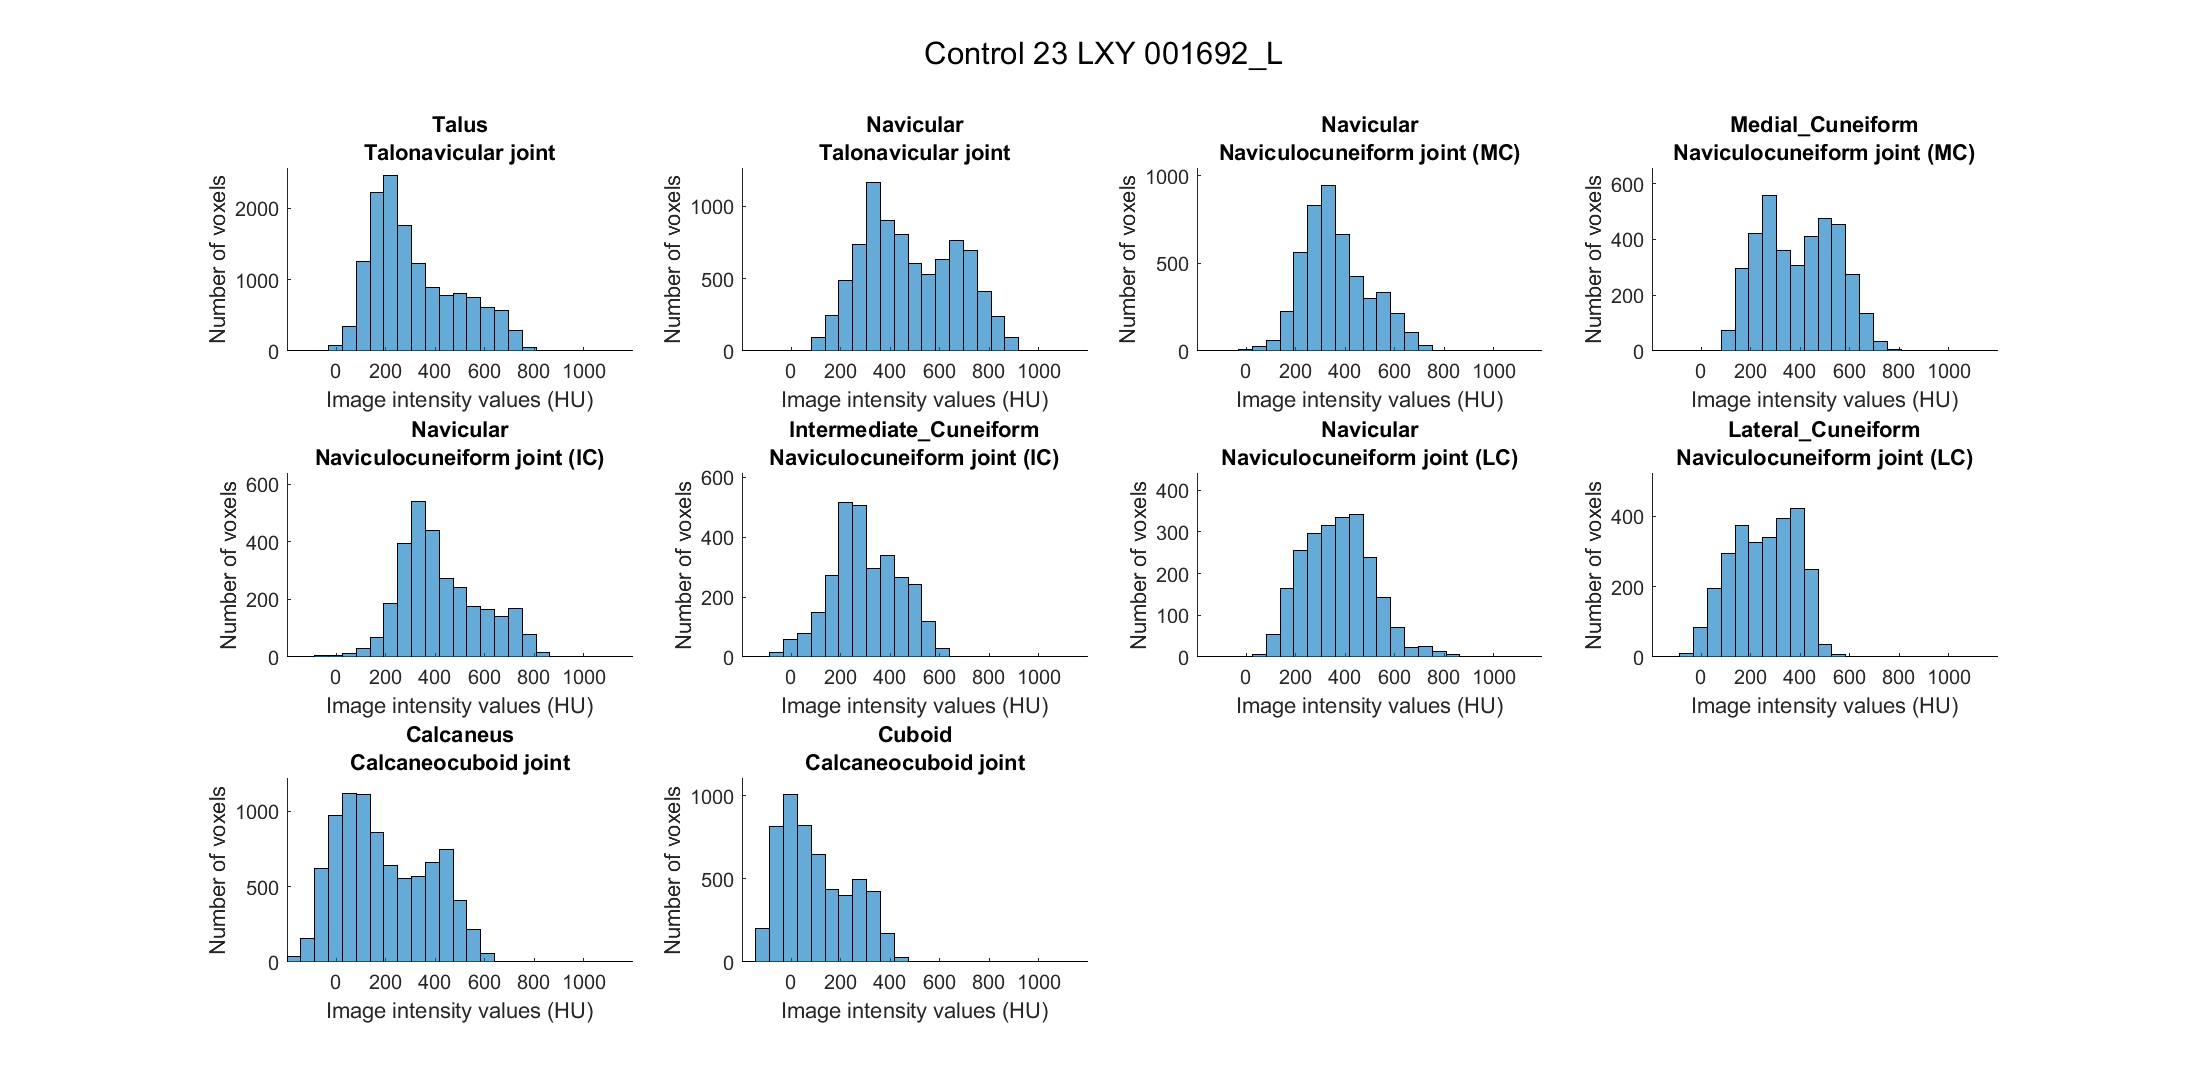 Control 23 LXY 001692_L
Talus
Talonavicular joint
Number of voxels
2000
1000
0
0 200 400 600 800 1000
Image intensity values (HU)
Navicular
Talonavicular joint
Number of voxels
1000
500
0
0 200 400 600 800 1000
Image intensity values (HU)
Navicular
Naviculocuneiform joint (MC)
Number of voxels
1000
500
0
0 200 400 600 800 1000
Image intensity values (HU)
Medial_Cuneiform
Naviculocuneiform joint (MC)
Number of voxels
600
400
200
0
0 200 400 600 800 1000
Image intensity values (HU)
Navicular
Naviculocuneiform joint (IC)
Number of voxels
600
400
200
0
0 200 400 600 800 1000
Image intensity values (HU)
Intermediate_Cuneiform
Naviculocuneiform joint (IC)
Number of voxels
600
400
200
0
0 200 400 600 800 1000
Image intensity values (HU)
Navicular
Naviculocuneiform joint (LC)
Number of voxels
400
300
200
100
0
0 200 400 600 800 1000
Image intensity values (HU)
Lateral_Cuneiform
Naviculocuneiform joint (LC)
Number of voxels
400
200
0
0 200 400 600 800 1000
Image intensity values (HU)
Calcaneus
Calcaneocuboid joint
Number of voxels
1000
500
0
0 200 400 600 800 1000
Image intensity values (HU)
Cuboid
Calcaneocuboid joint
Number of voxels
1000
500
0
0 200 400 600 800 1000
Image intensity values (HU)